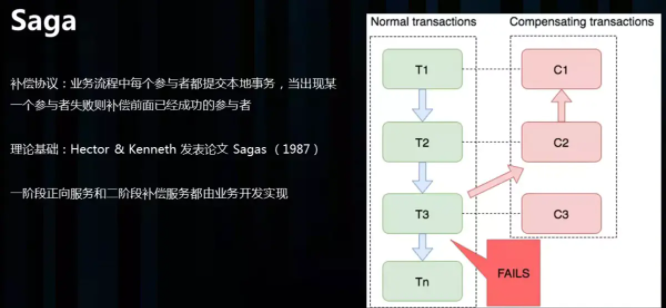 Saga
补偿协议：业务流程中每个参与者都提交本地事务，当出现某
一个参与者失败则补偿前面已经成功的参与者
理论基础：Hector & Kenneth 发表论文 Sagas （1987）
一阶段正向服务和二阶段补偿服务都由业务开发实现
Normal transactions
Compensating transactions
T1
C1
T2
C2
T3
C3
Tn
FAILS